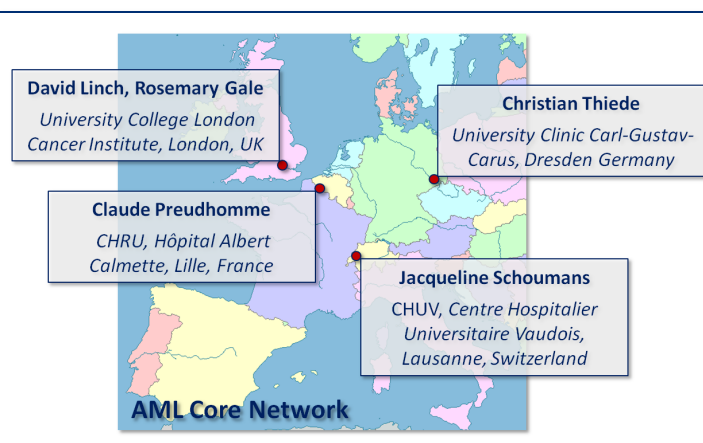 David Linch, Rosemary Gale
University College London
Cancer Institute, London, UK
Christian Thiede
University Clinic Carl-Gustav-
Carus, Dresden Germany
Claude Preudhomme
CHRU, Hôpital Albert
Calmette, Lille, France
Jacqueline Schoumans
CHUV, Centre Hospitalier
Universitaire Vaudois,
Lausanne, Switzerland
AML Core Network